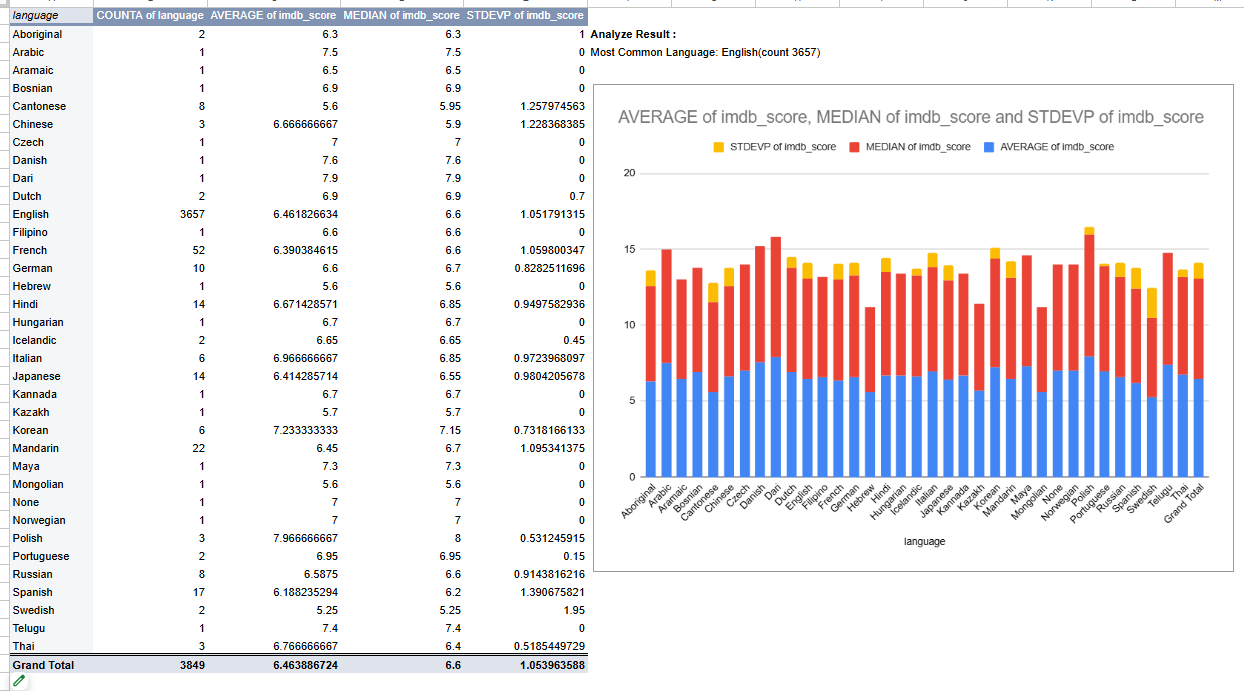 language COUNTA of language AVERAGE of imdb_score MEDIAN of imdb_score STDEVP of imdb_score
Aboriginal 2 6.3 6.3 1
Arabic 1 7.5 7.5 0
Aramaic 1 6.5 6.5 0
Bosnian 1 6.9 6.9 0
Cantonese 8 5.6 5.95 1.257974563
Chinese 3 6.666666667 5.9 1.228368385
Czech 1 7 7 0
Danish 1 7.6 7.6 0
Dari 1 7.9 7.9 0
Dutch 2 6.9 6.9 0.7
English 3657 6.461826634 6.6 1.051791315
Filipino 1 6.6 6.6 0
French 52 6.390384615 6.6 1.059800347
German 10 6.6 6.7 0.8282511696
Hebrew 1 5.6 5.6 0
Hindi 14 6.671428571 6.85 0.9497582936
Hungarian 1 6.7 6.7 0
Icelandic 2 6.65 6.65 0.45
Italian 6 6.966666667 6.85 0.9723968097
Japanese 14 6.414285714 6.55 0.9804205678
Kannada 1 6.7 6.7 0
Kazakh 1 5.7 5.7 0
Korean 6 7.233333333 7.15 0.7318166133
Mandarin 22 6.45 6.7 1.095341375
Maya 1 7.3 7.3 0
Mongolian 1 5.6 5.6 0
None 1 7 7 0
Norwegian 1 7 7 0
Polish 3 7.966666667 8 0.531245915
Portuguese 2 6.95 6.95 0.15
Russian 8 6.5875 6.6 0.9143816216
Spanish 17 6.188235294 6.2 1.390675821
Swedish 2 5.25 5.25 1.95
Telugu 1 7.4 7.4 0
Thai 3 6.766666667 6.4 0.5185449729
Grand Total 3849 6.463886724 6.6 1.053963588
Analyze Result :
Most Common Language: English(count 3657)
AVERAGE of imdb_score, MEDIAN of imdb_score and STDEVP of imdb_score
STDEVP of imdb_score MEDIAN of imdb_score AVERAGE of imdb_score
20
15
10
5
0
Aboriginal
Arabic
Aramaic
Bosnian
Cantonese
Chinese
Czech
Danish
Dari
Dutch
English
Filipino
French
German
Hebrew
Hindi
Hungarian
Icelandic
Italian
Japanese
Kannada
Kazakh
Korean
Mandarin
Maya
Mongolian
None
Norwegian
Polish
Portuguese
Russian
Spanish
Swedish
Telugu
Thai
Grand Total
language